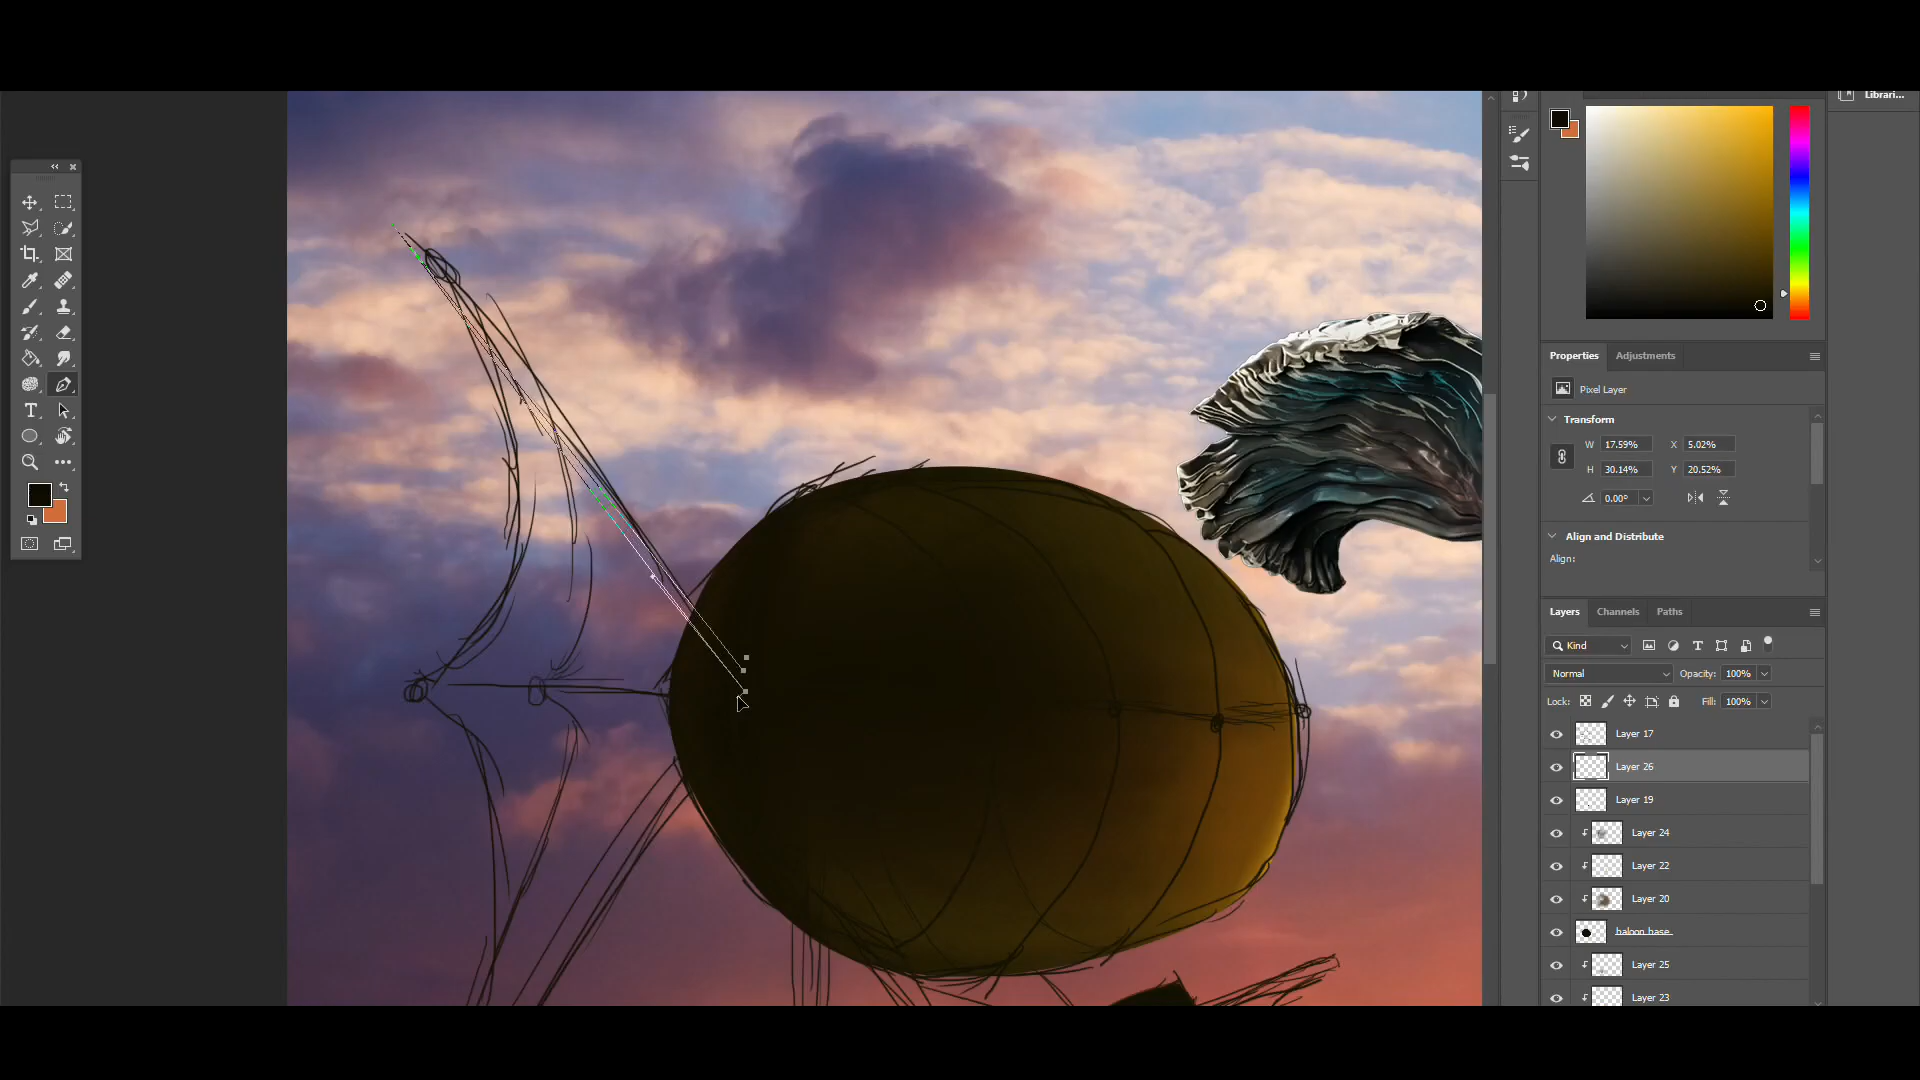 Librari...
Properties
Adjustments
Pixel Layer
Transform
W 17.59% X 5.02%
H 30.14% Y 20.52%
0.00°
Align and Distribute
Align:
Layers Channels Paths
Kind
Normal Opacity: 100%
Lock: Fill: 100%
Layer 17
Layer 26
Layer 19
Layer 24
Layer 22
Layer 20
baloon base
Layer 25
Layer 23